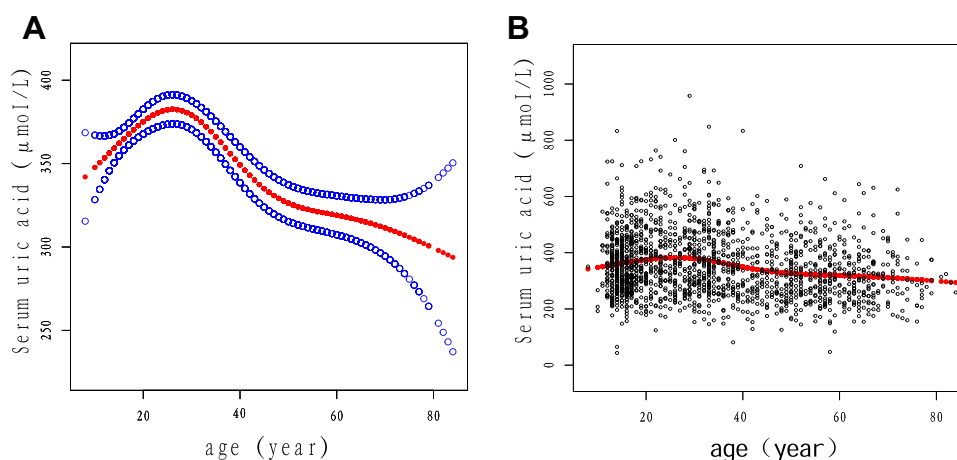 A
Serum uric acid (μmol/L)
400
350
300
250
20 40 60 80
age (year)
B
Serum uric acid (μmol/L)
1000
800
600
400
200
0
20 40 60 80
age (year)